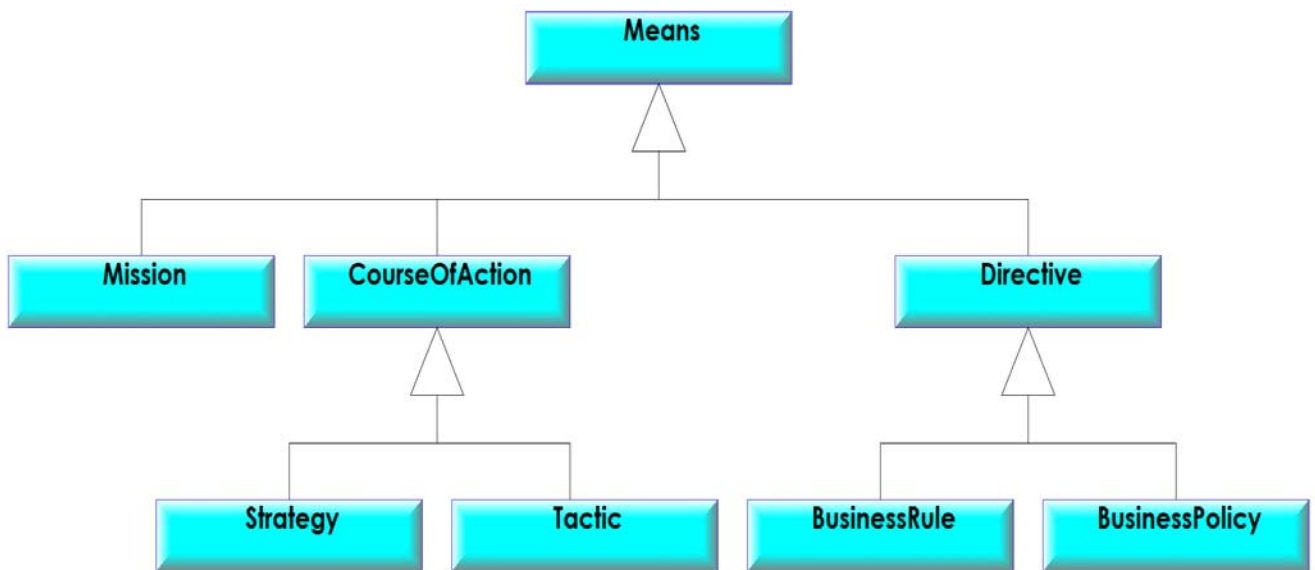 Means
Mission
CourseOfAction
Directive
Strategy
Tactic
BusinessRule
BusinessPolicy